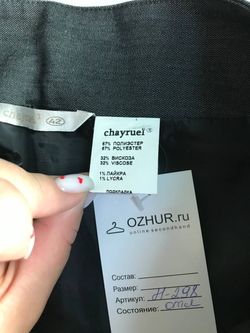 42
chayruel ®
67% ПОЛИЭСТЕР
67% POLYESTER
32% ВИСКОЗА
32% VISCOSE
1% ЛАЙКРА
1% LYCRA
ПОДКЛАДКА
OZHUR.ru
online secondhand
Состав:
Размер:
Артикул:
Состояние: